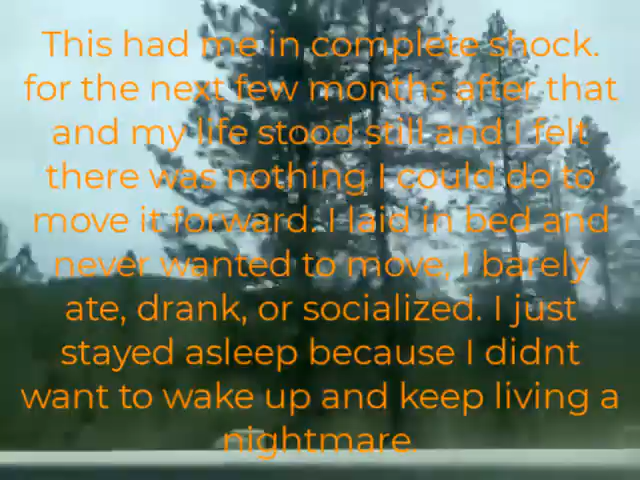 This had me in complete shock.
for the next few months after that
and my life stood still and I felt
there was nothing I could do to
move it forward. I laid in bed and
never wanted to move, I barely
ate, drank, or socialized. I just
stayed asleep because I didnt
want to wake up and keep living a
nightmare.